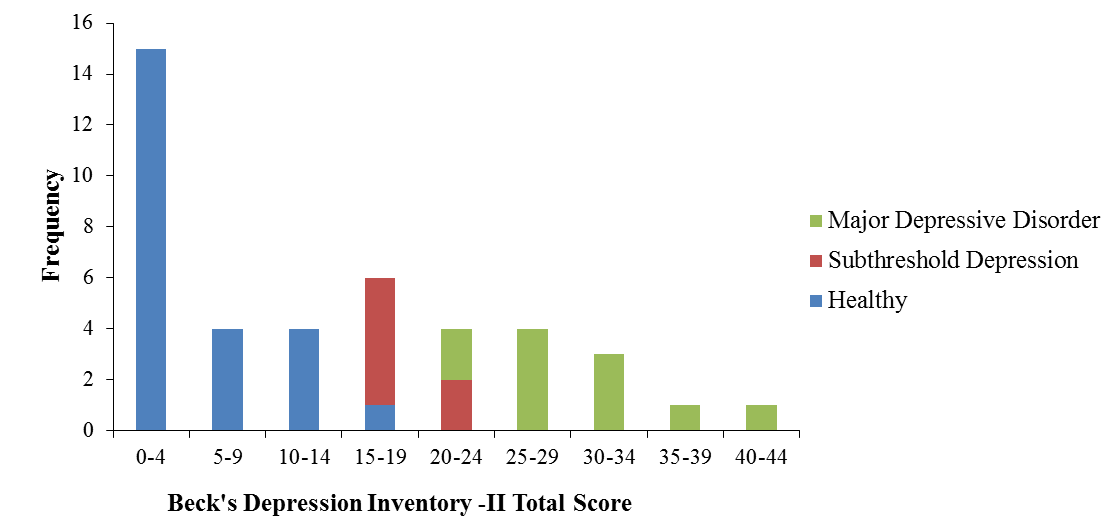 16
14
12
10
8
6
4
2
0
Frequency
0-4 5-9 10-14 15-19 20-24 25-29 30-34 35-39 40-44
Beck's Depression Inventory -II Total Score
Major Depressive Disorder
Subthreshold Depression
Healthy